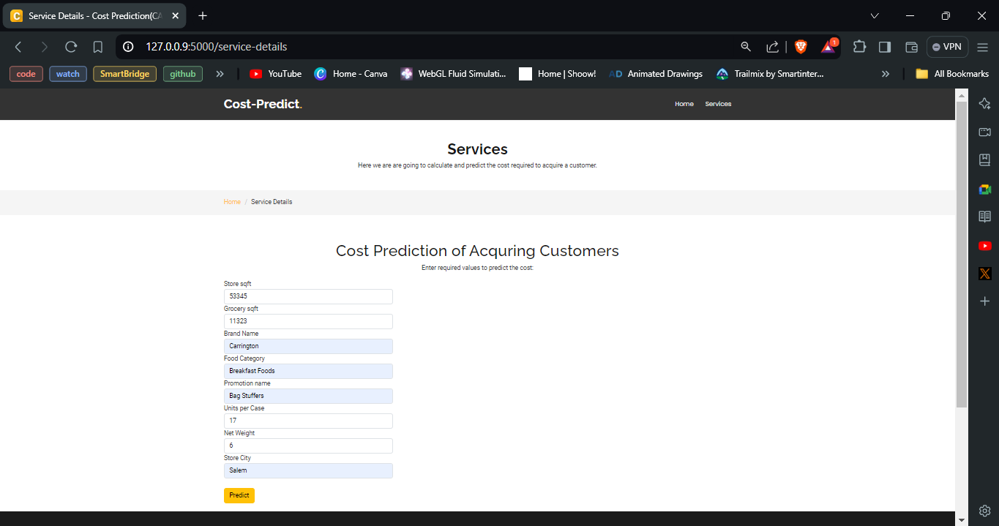 C Service Details - Cost Prediction(CA
127.0.0.9:5000/service-details
1
VPN
code watch SmartBridge github YouTube Home - Canva WebGL Fluid Simulati... Home | Shoow! AD Animated Drawings Trailmix by Smartinter... All Bookmarks
Cost-Predict. Home Services
Services
Here we are are going to calculate and predict the cost required to acquire a customer.
Home / Service Details
Cost Prediction of Acquring Customers
Enter required values to predict the cost:
Store sqft
53345
Grocery sqft
11323
Brand Name
Carrington
Food Category
Breakfast Foods
Promotion name
Bag Stuffers
Units per Case
17
Net Weight
6
Store City
Salem
Predict